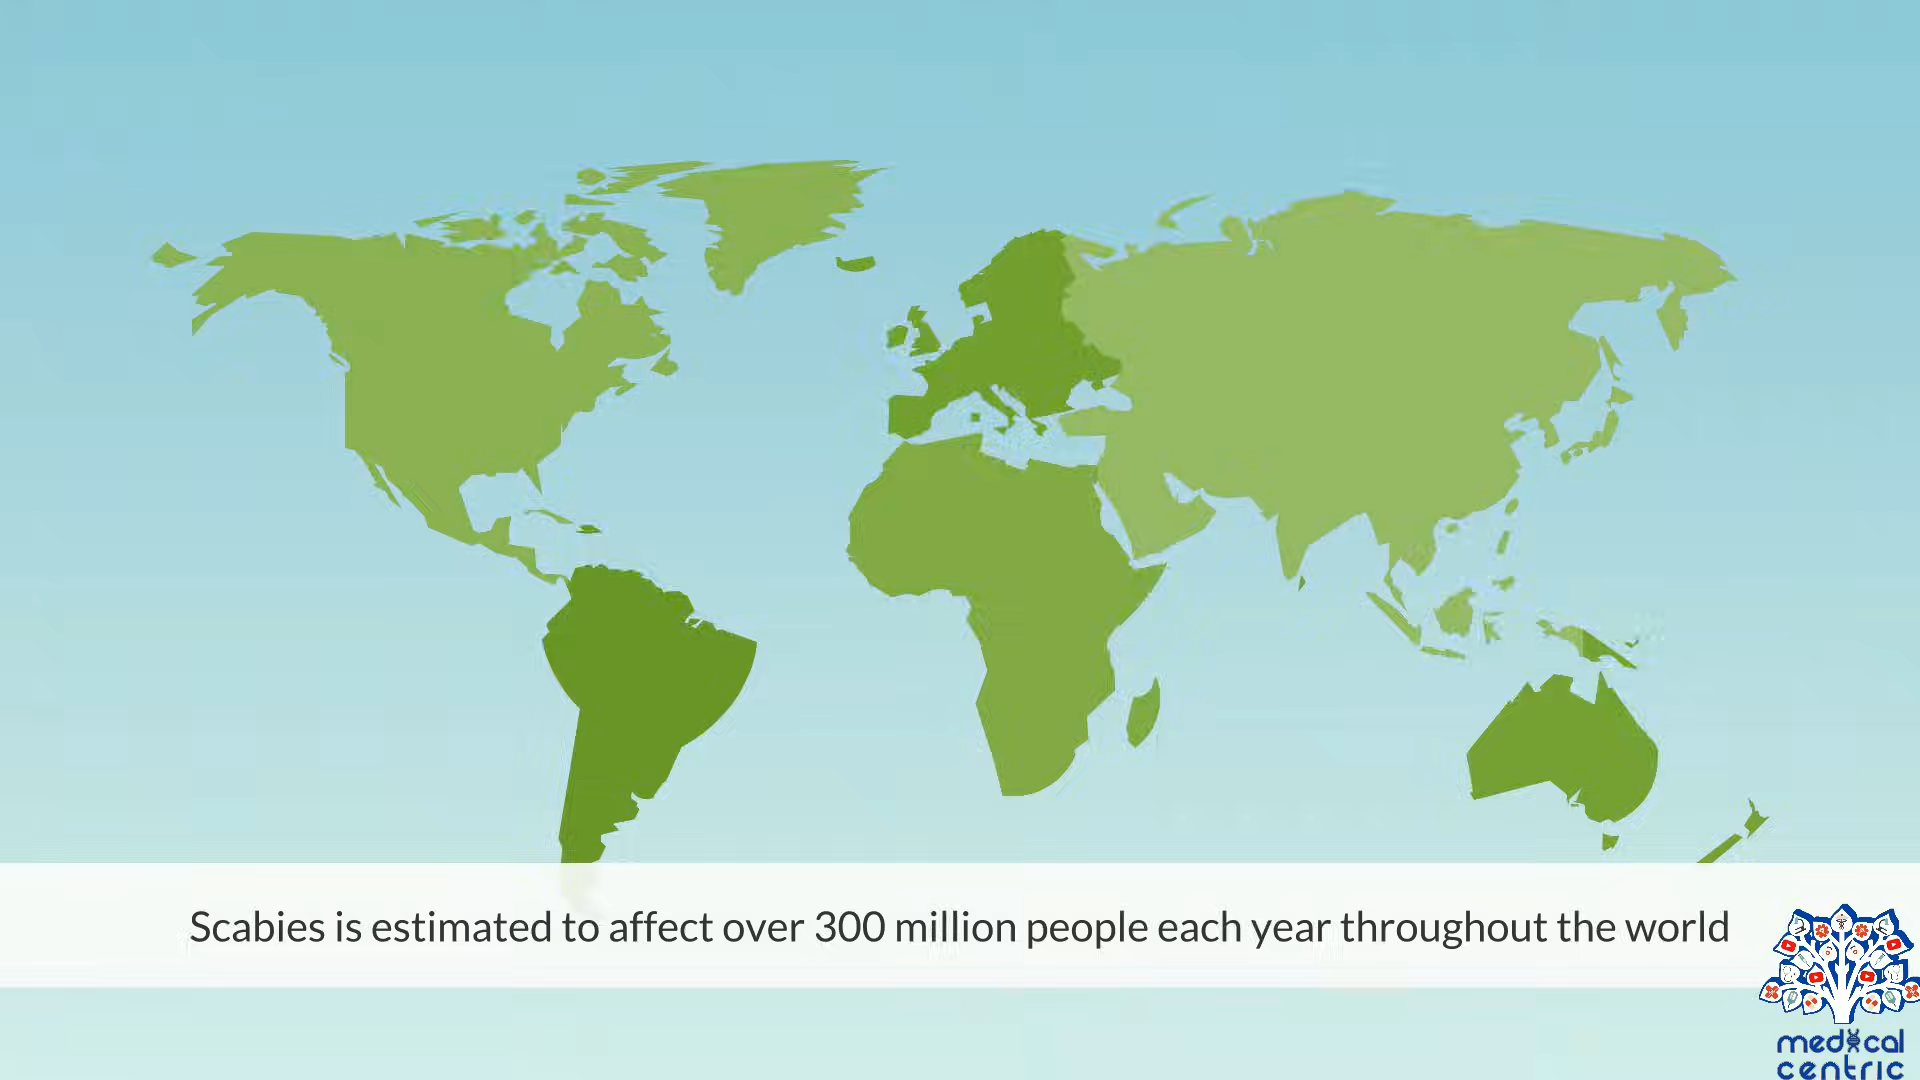 Scabies is estimated to affect over 300 million people each year throughout the world
medical
centric